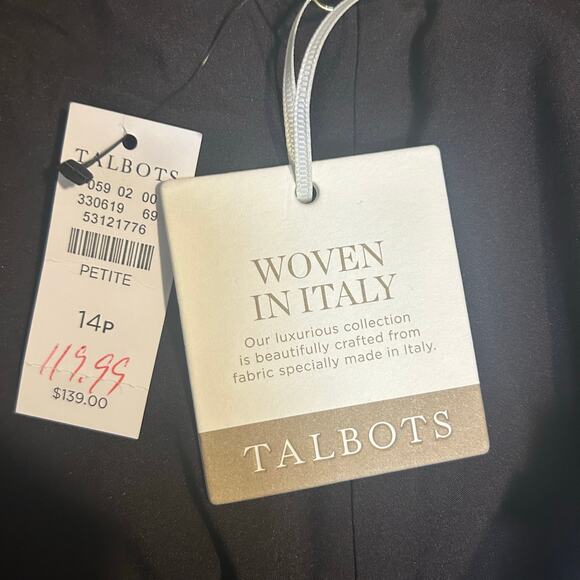 TALBOTS
059 02 00
330619 69
53121776
PETITE
14P
119.99
$139.00
WOVEN
IN ITALY
Our luxurious collection
is beautifully crafted from
fabric specially made in Italy.
TALBOTS